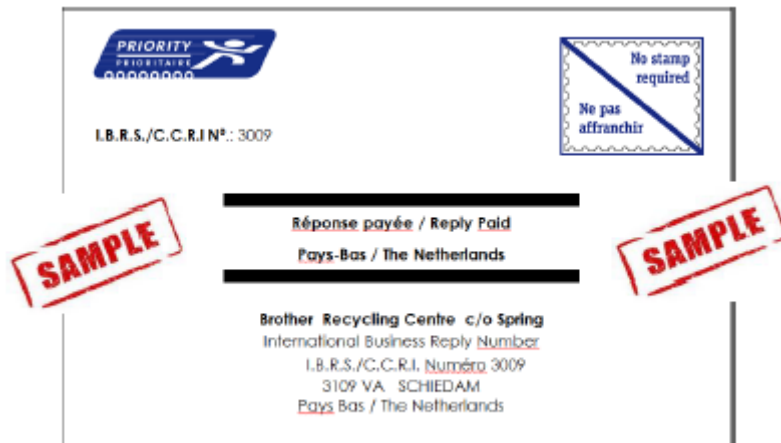 PRIORITY
PRIORITAIRE
No stamp
required
Ne pas
affranchir
I.B.R.S./C.C.R.I Nº.: 3009
SAMPLE
SAMPLE
Réponse payée / Reply Paid
Pays-Bas / The Netherlands
Brother Recycling Centre c/o Spring
International Business Reply Number
I.B.R.S./C.C.R.I. Numéro 3009
3109 VA SCHIEDAM
Pays Bas / The Netherlands